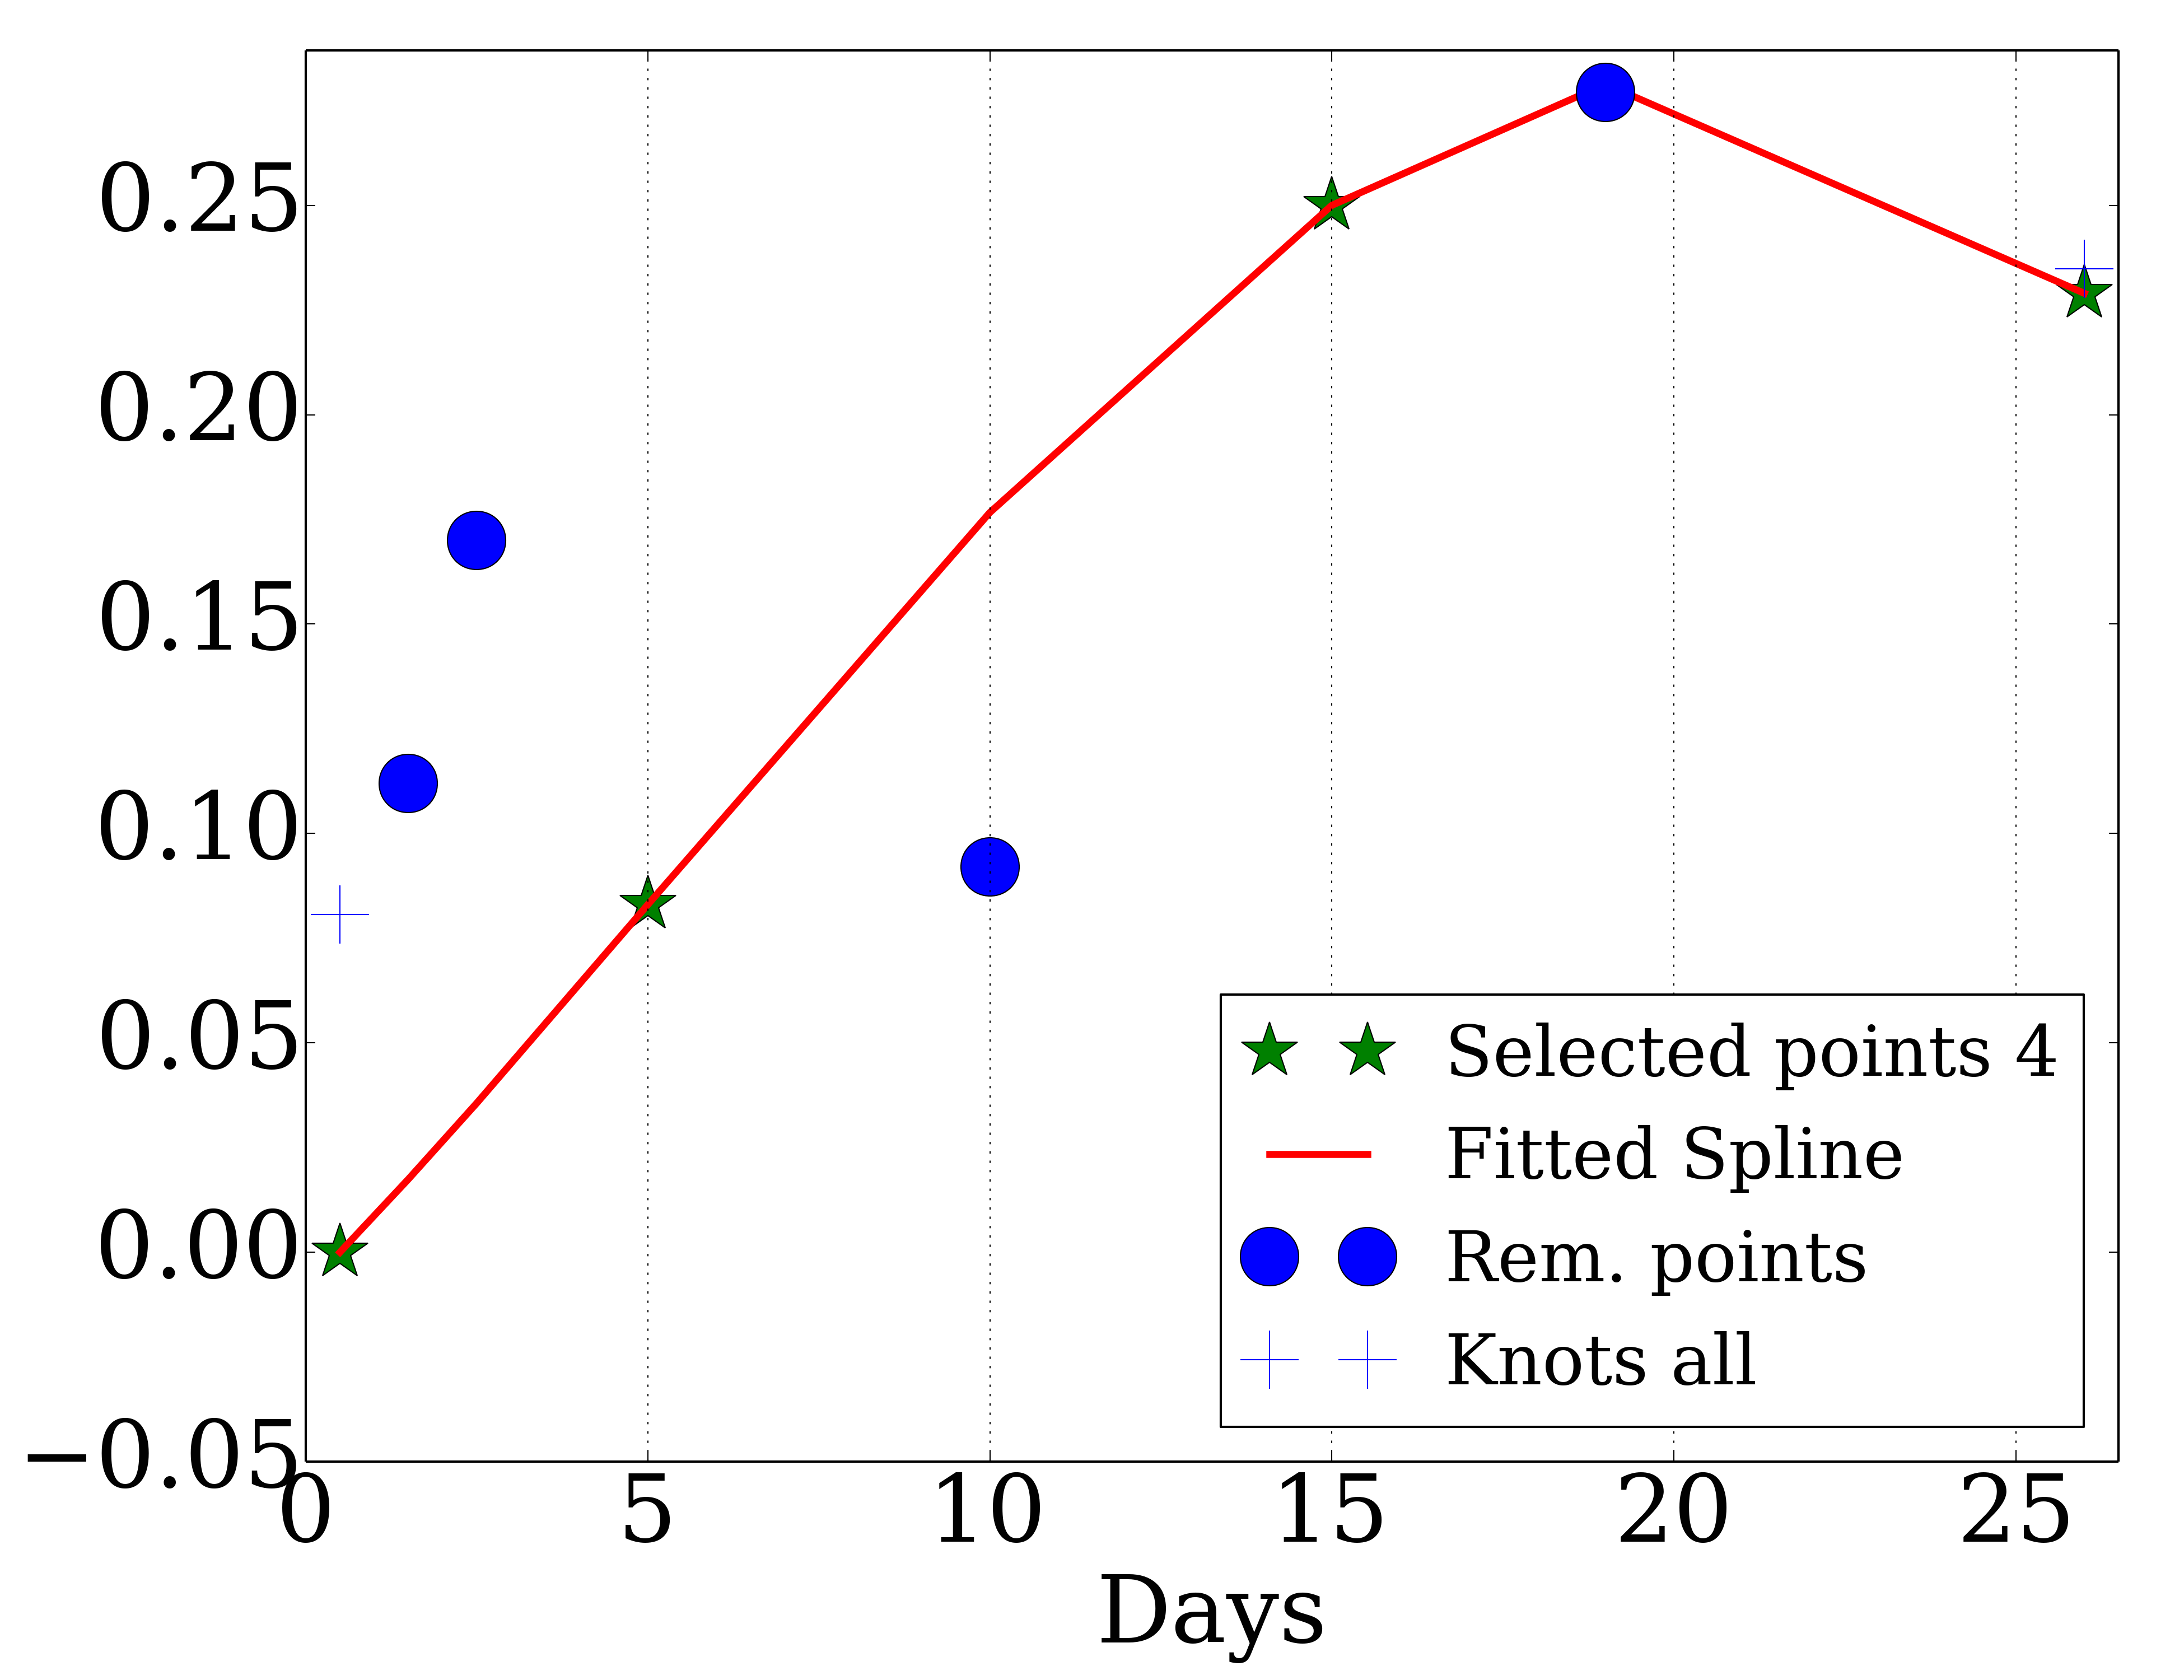 0.25
0.20
0.15
0.10
0.05
0.00
−0.05
0 5 10 15 20 25
Days
Selected points 4
Fitted Spline
Rem. points
Knots all